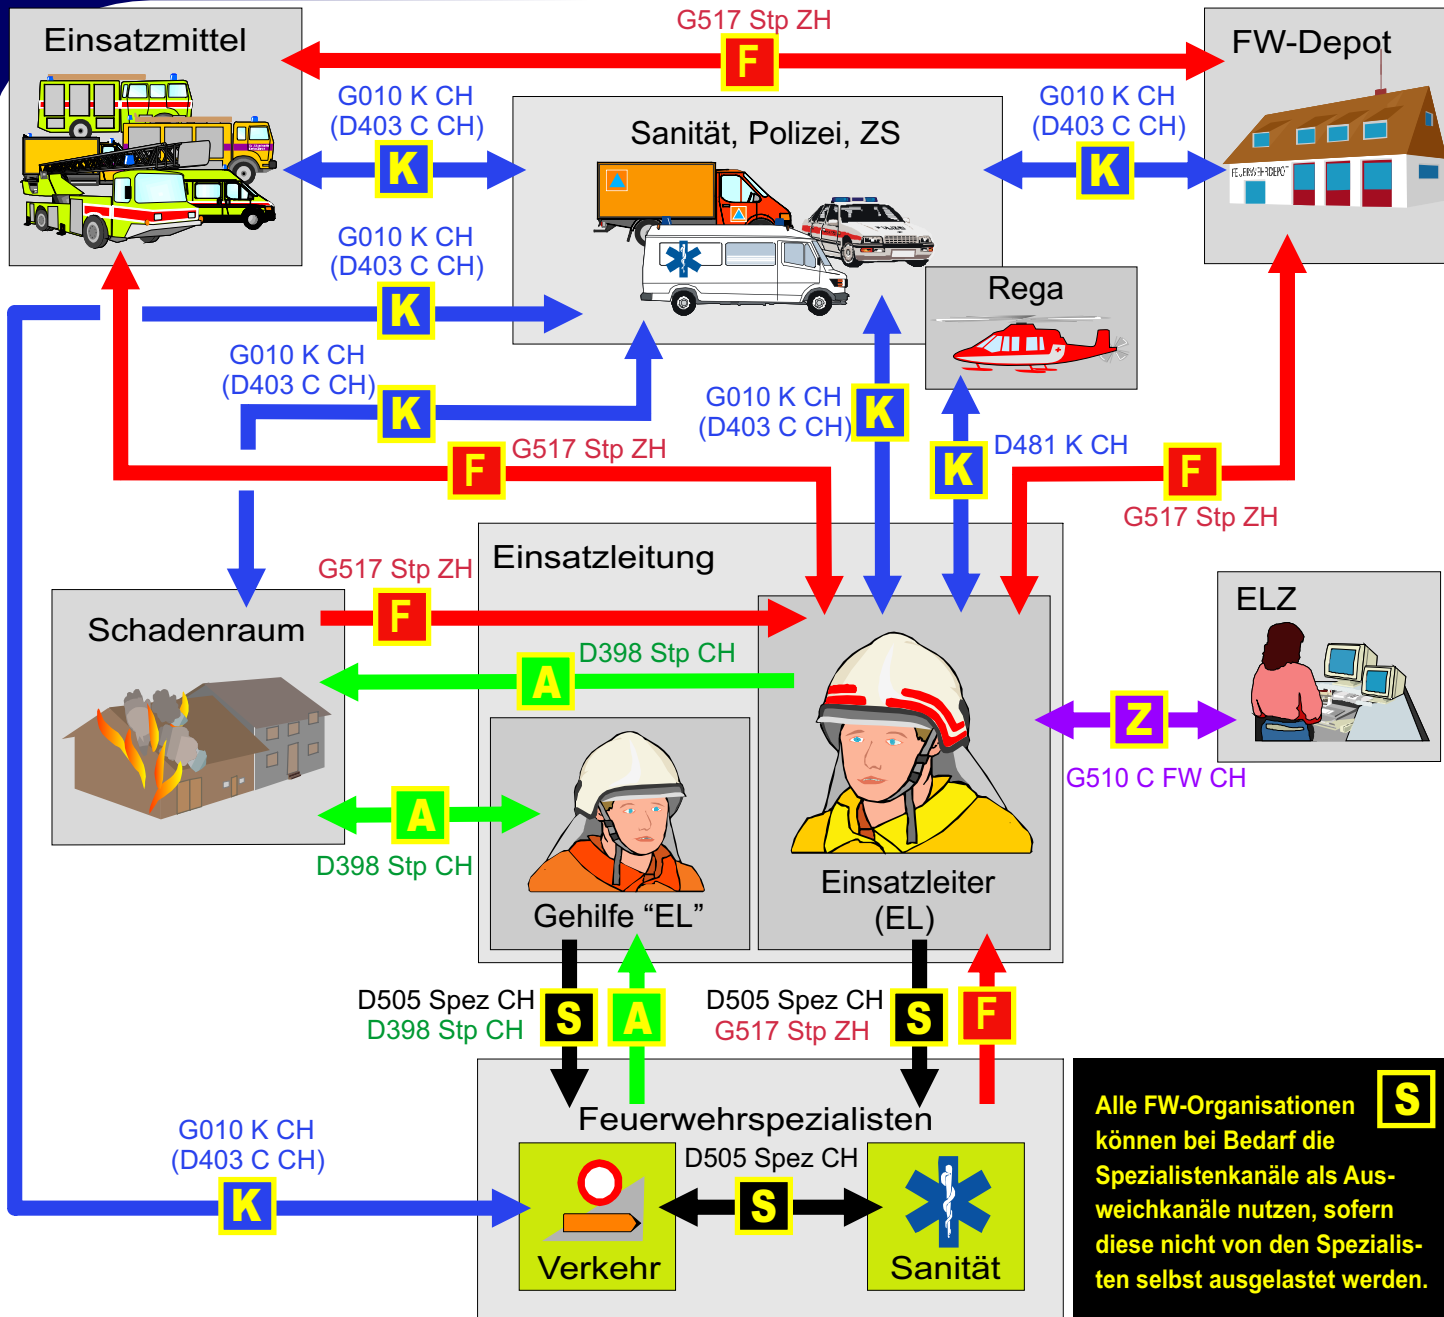 G517 Stp ZH
Einsatzmittel
F
FW-Depot
G010 K CH
(D403 C CH)
K
Sanität, Polizei, ZS
G010 K CH
(D403 C CH)
K
FEUERWEHRDEPOT
POLIZEI
G010 K CH
(D403 C CH)
K
Rega
G010 K CH
(D403 C CH)
K
G010 K CH
(D403 C CH)
K
G517 Stp ZH
F
D481 K CH
K
F
G517 Stp ZH
Einsatzleitung
G517 Stp ZH
F
Schadenraum
ELZ
D398 Stp CH
A
Z
G510 C FW CH
A
D398 Stp CH
Einsatzleiter
(EL)
Gehilfe “EL”
D505 Spez CH
D398 Stp CH
S
A
D505 Spez CH
G517 Stp ZH
S
F
Feuerwehrspezialisten
G010 K CH
(D403 C CH)
K
D505 Spez CH
S
Verkehr
Sanität
Alle FW-Organisationen
S
können bei Bedarf die
Spezialistenkanäle als Aus-
weichkanäle nutzen, sofern
diese nicht von den Spezialis-
ten selbst ausgelastet werden.